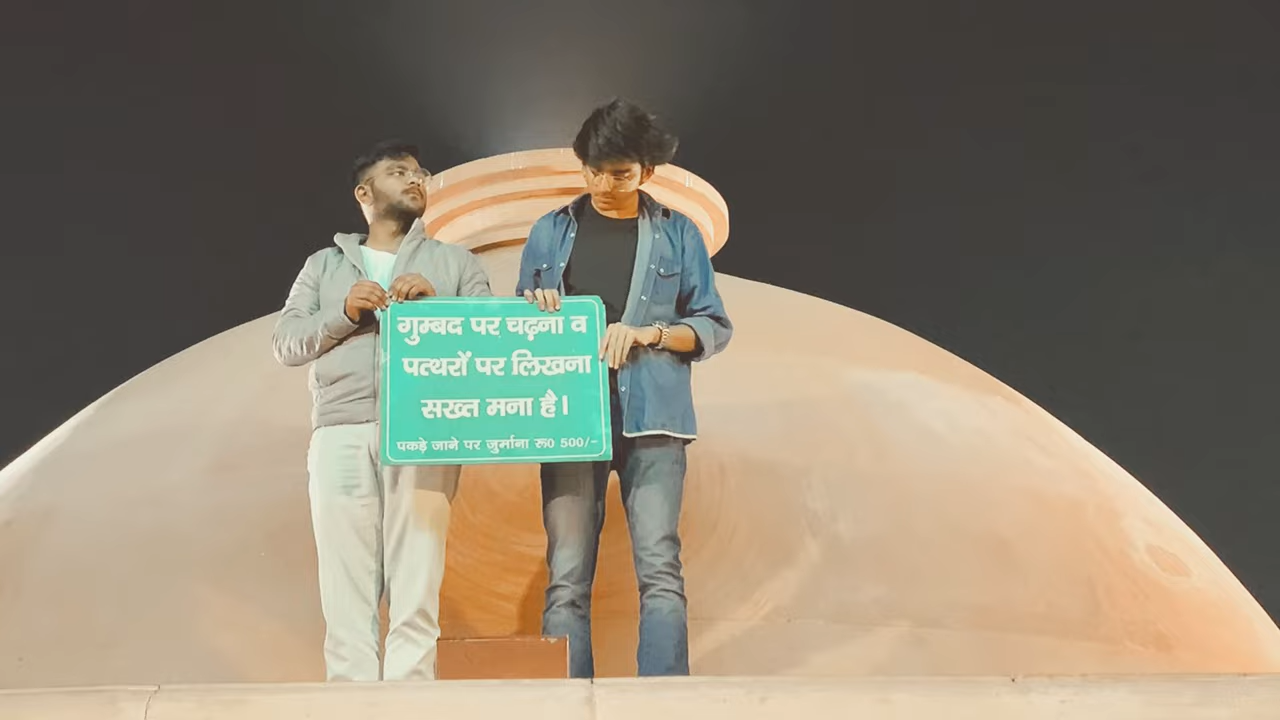 गुम्बद पर चढ़ना व
पत्थरों पर लिखना
सख्त मना है।
पकड़े जाने पर जुर्माना रू0 500/-